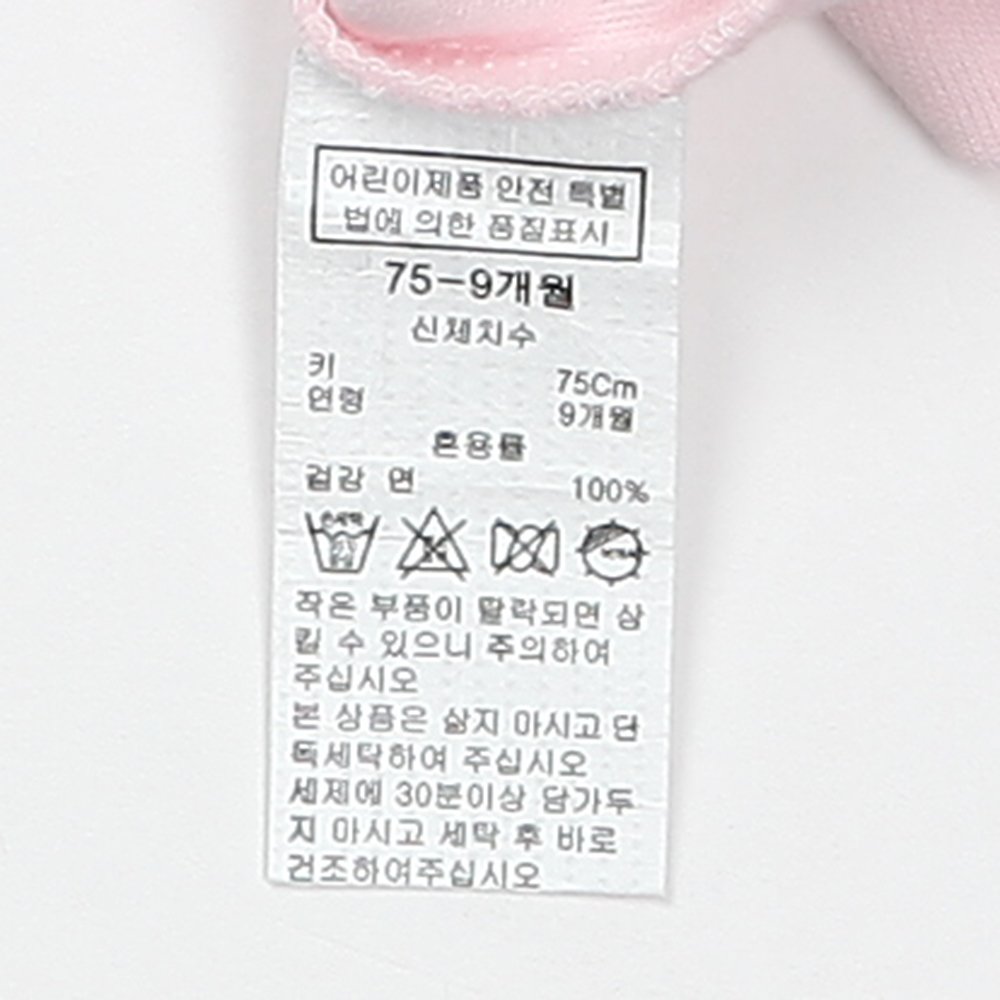 어린이제품 안전 특별
법에 의한 품질표시
75-9개월
신체치수
키 75Cm
연령 9개월
혼용률
겉감 면 100%
손세탁
작은 부품이 탈락되면 삼
킬 수 있으니 주의하여
주십시오
본 상품은 삶지 마시고 단
독세탁하여 주십시오
세제에 30분이상 담가두
지 마시고 세탁 후 바로
건조하여주십시오